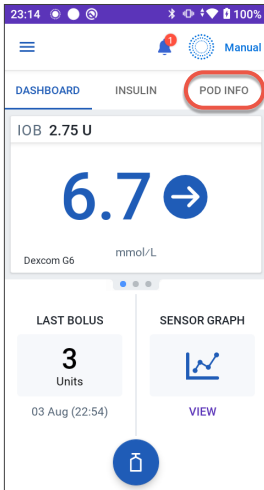 23:14 100%
1
Manual
DASHBOARD INSULIN POD INFO
IOB 2.75 U
6.7
mmol/L
Dexcom G6
LAST BOLUS SENSOR GRAPH
3
Units
03 Aug (22:54) VIEW